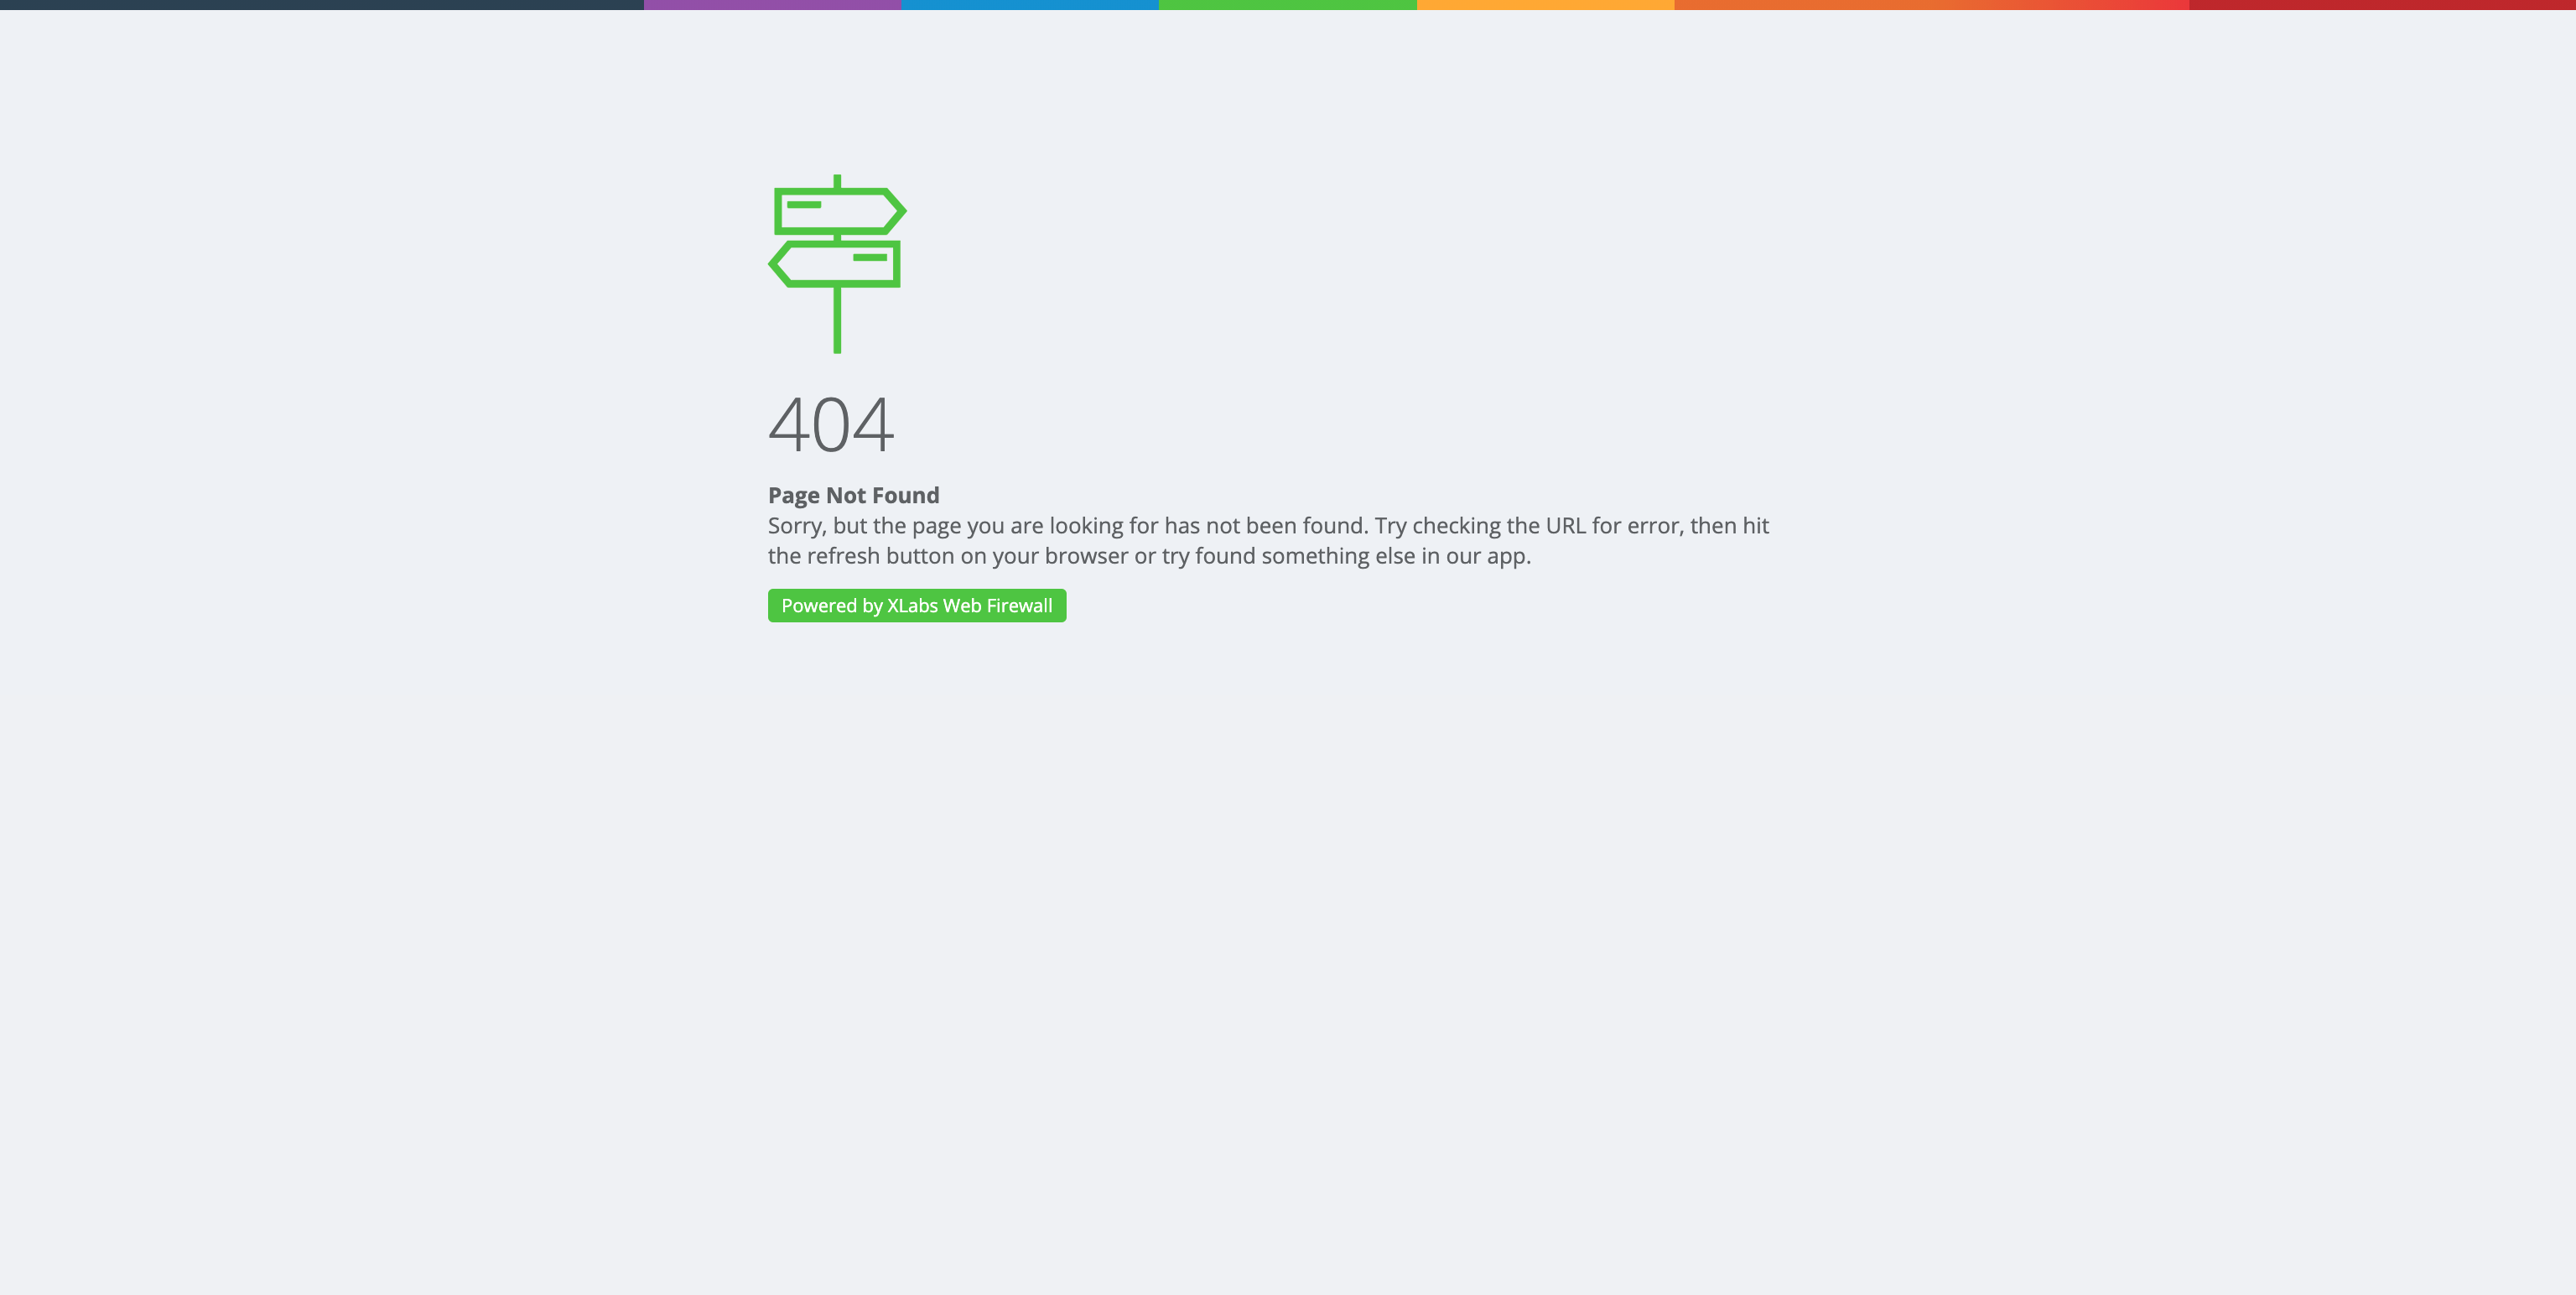 404
Page Not Found
Sorry, but the page you are looking for has not been found. Try checking the URL for error, then hit
the refresh button on your browser or try found something else in our app.
Powered by XLabs Web Firewall